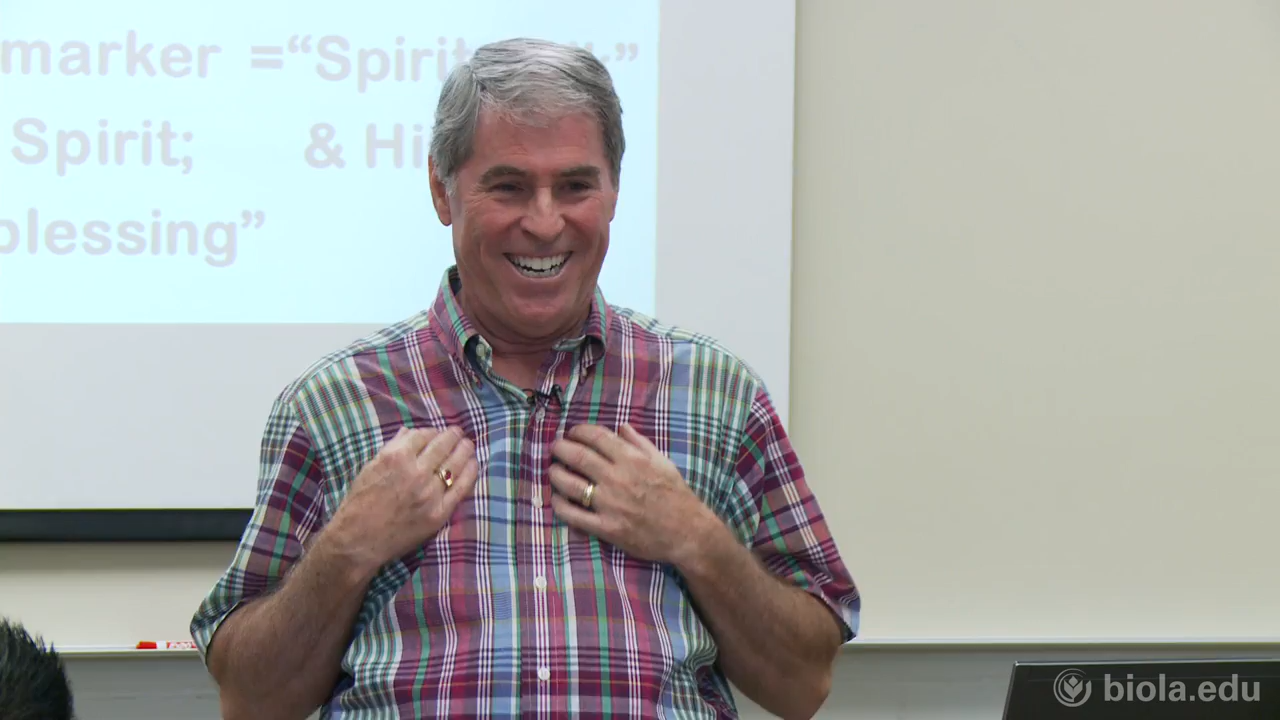 marker ="Spirit
Spirit; & Hi
blessing"
biola.edu